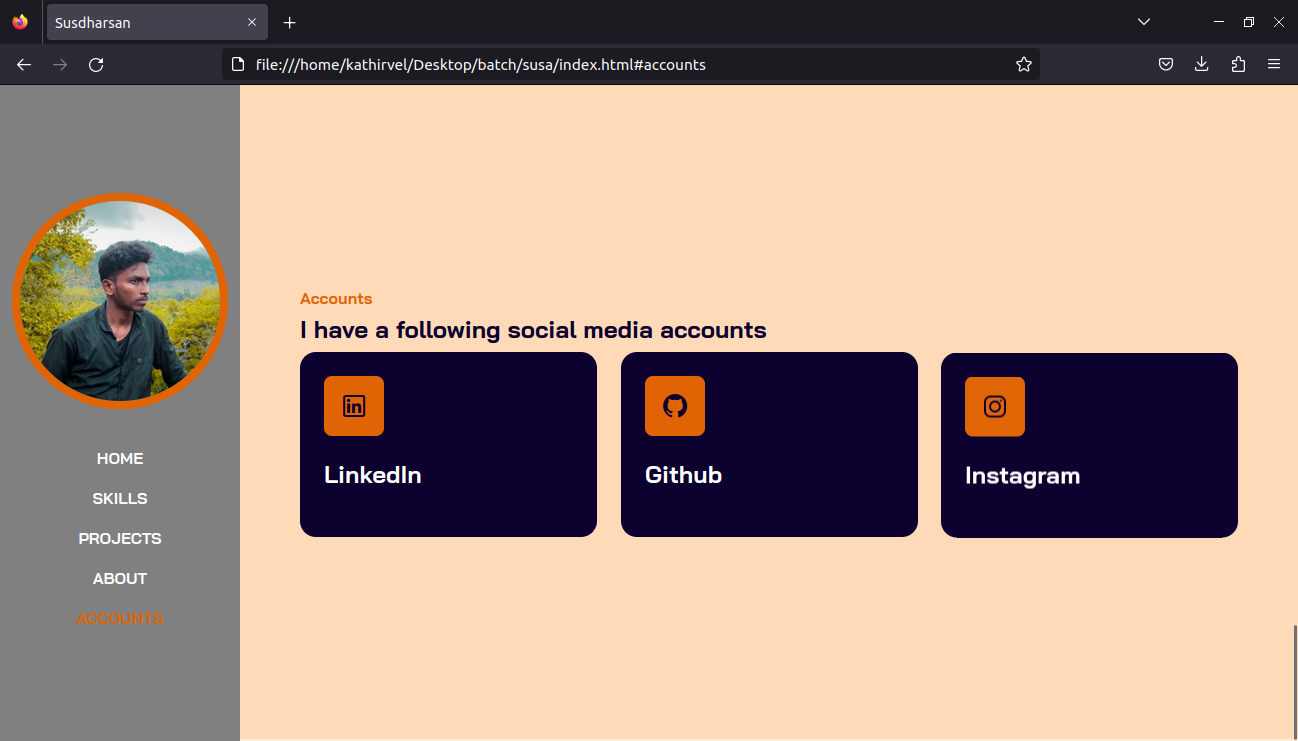 Susdharsan
file:///home/kathirvel/Desktop/batch/susa/index.html#accounts
HOME
SKILLS
PROJECTS
ABOUT
ACCOUNTS
Accounts
I have a following social media accounts
LinkedIn
Github
Instagram